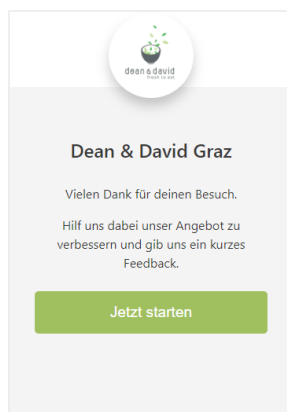 dean & david
fresh to eat
Dean & David Graz
Vielen Dank für deinen Besuch.
Hilf uns dabei unser Angebot zu
verbessern und gib uns ein kurzes
Feedback.
Jetzt starten